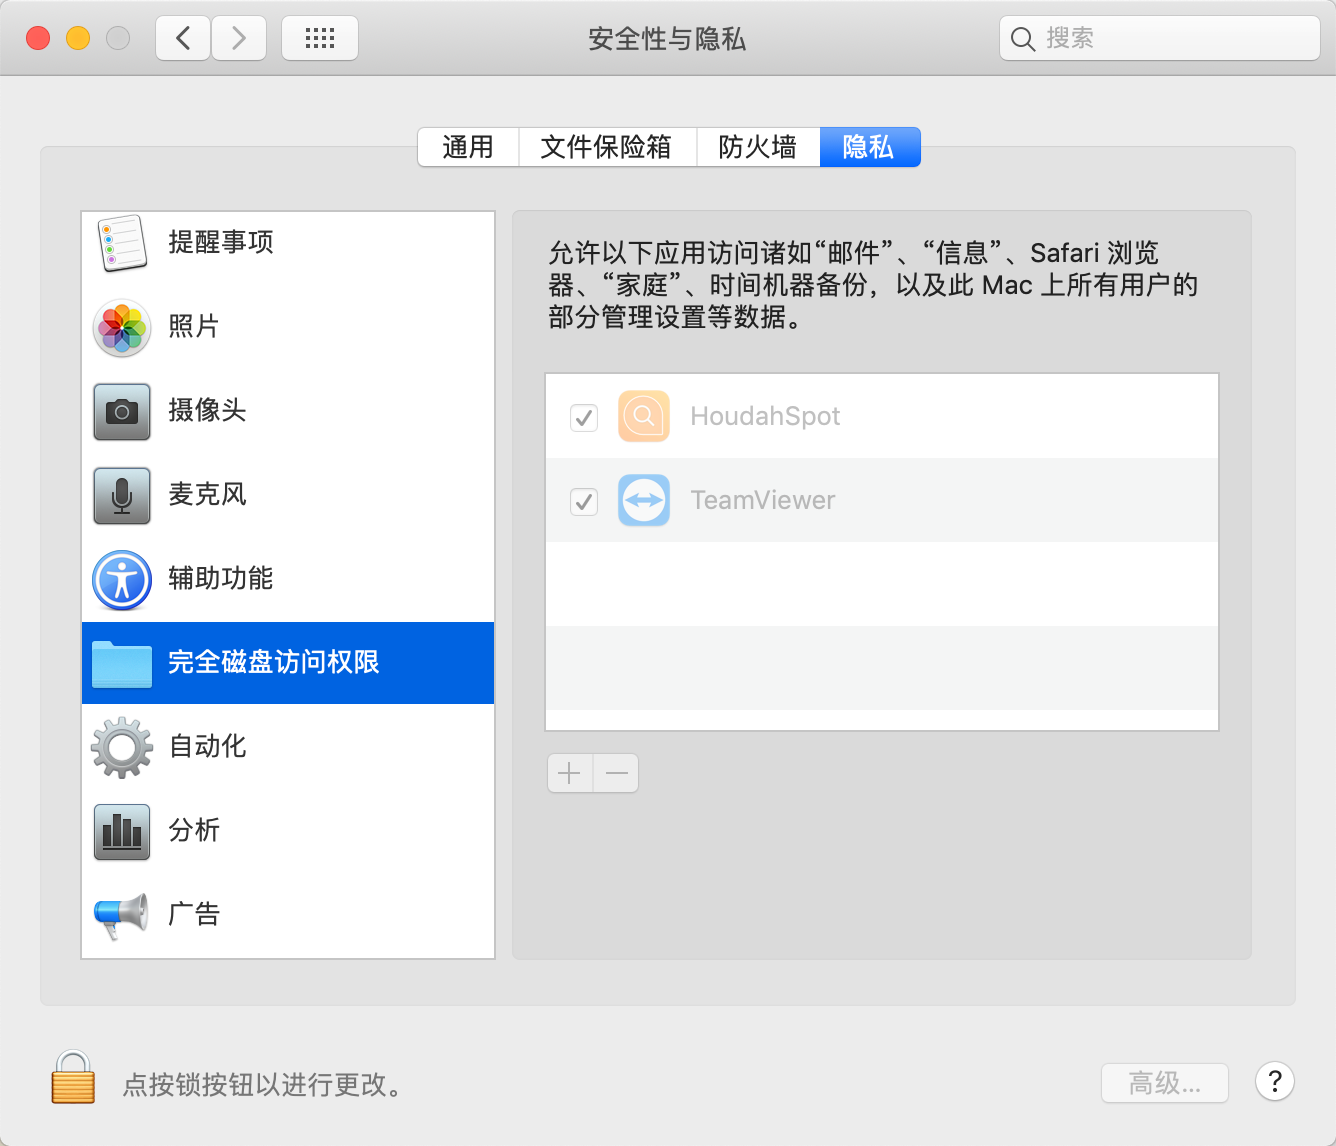 安全性与隐私
搜索
通用
文件保险箱
防火墙
隐私
提醒事项
照片
摄像头
麦克风
辅助功能
完全磁盘访问权限
自动化
分析
广告
允许以下应用访问诸如“邮件”、“信息”、Safari 浏览
器、“家庭”、时间机器备份，以及此 Mac 上所有用户的
部分管理设置等数据。
HoudahSpot
TeamViewer
点按锁按钮以进行更改。
高级...
?